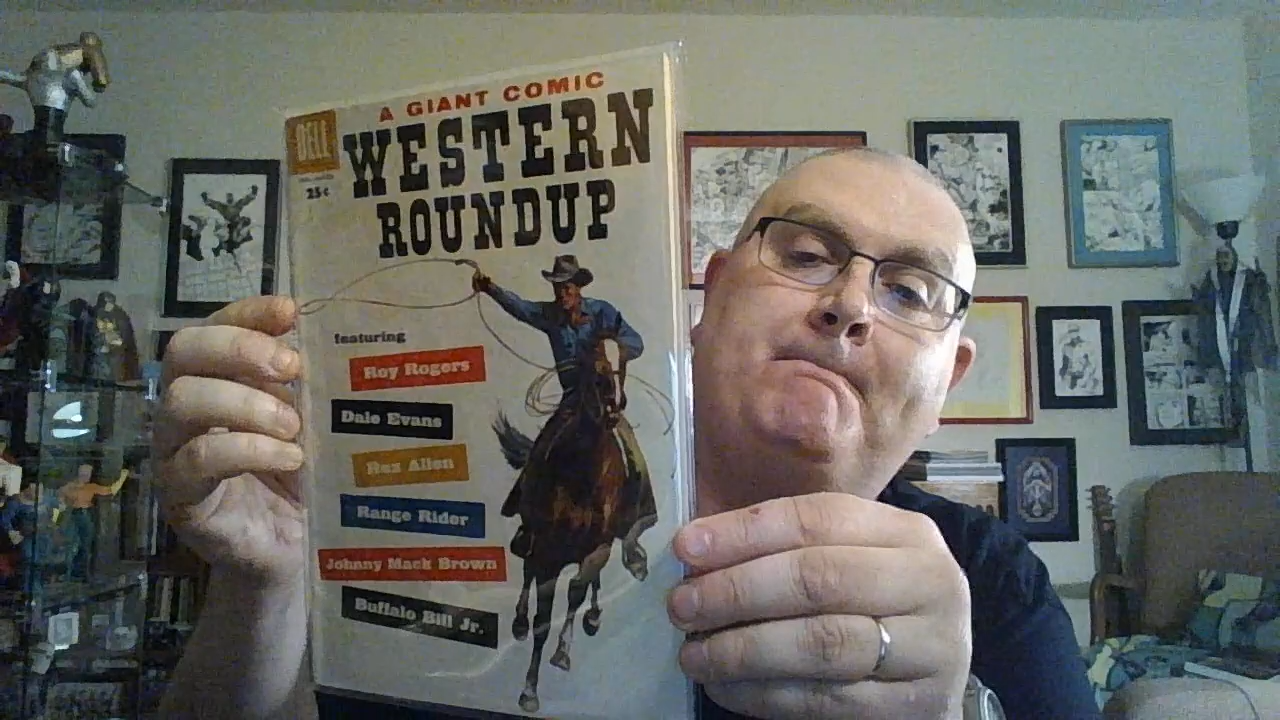 A GIANT COMIC
DELL
25¢
WESTERN
ROUNDUP
featuring
Roy Rogers
Dale Evans
Rex Allen
Range Rider
Johnny Mack Brown
Buffalo Bill Jr.